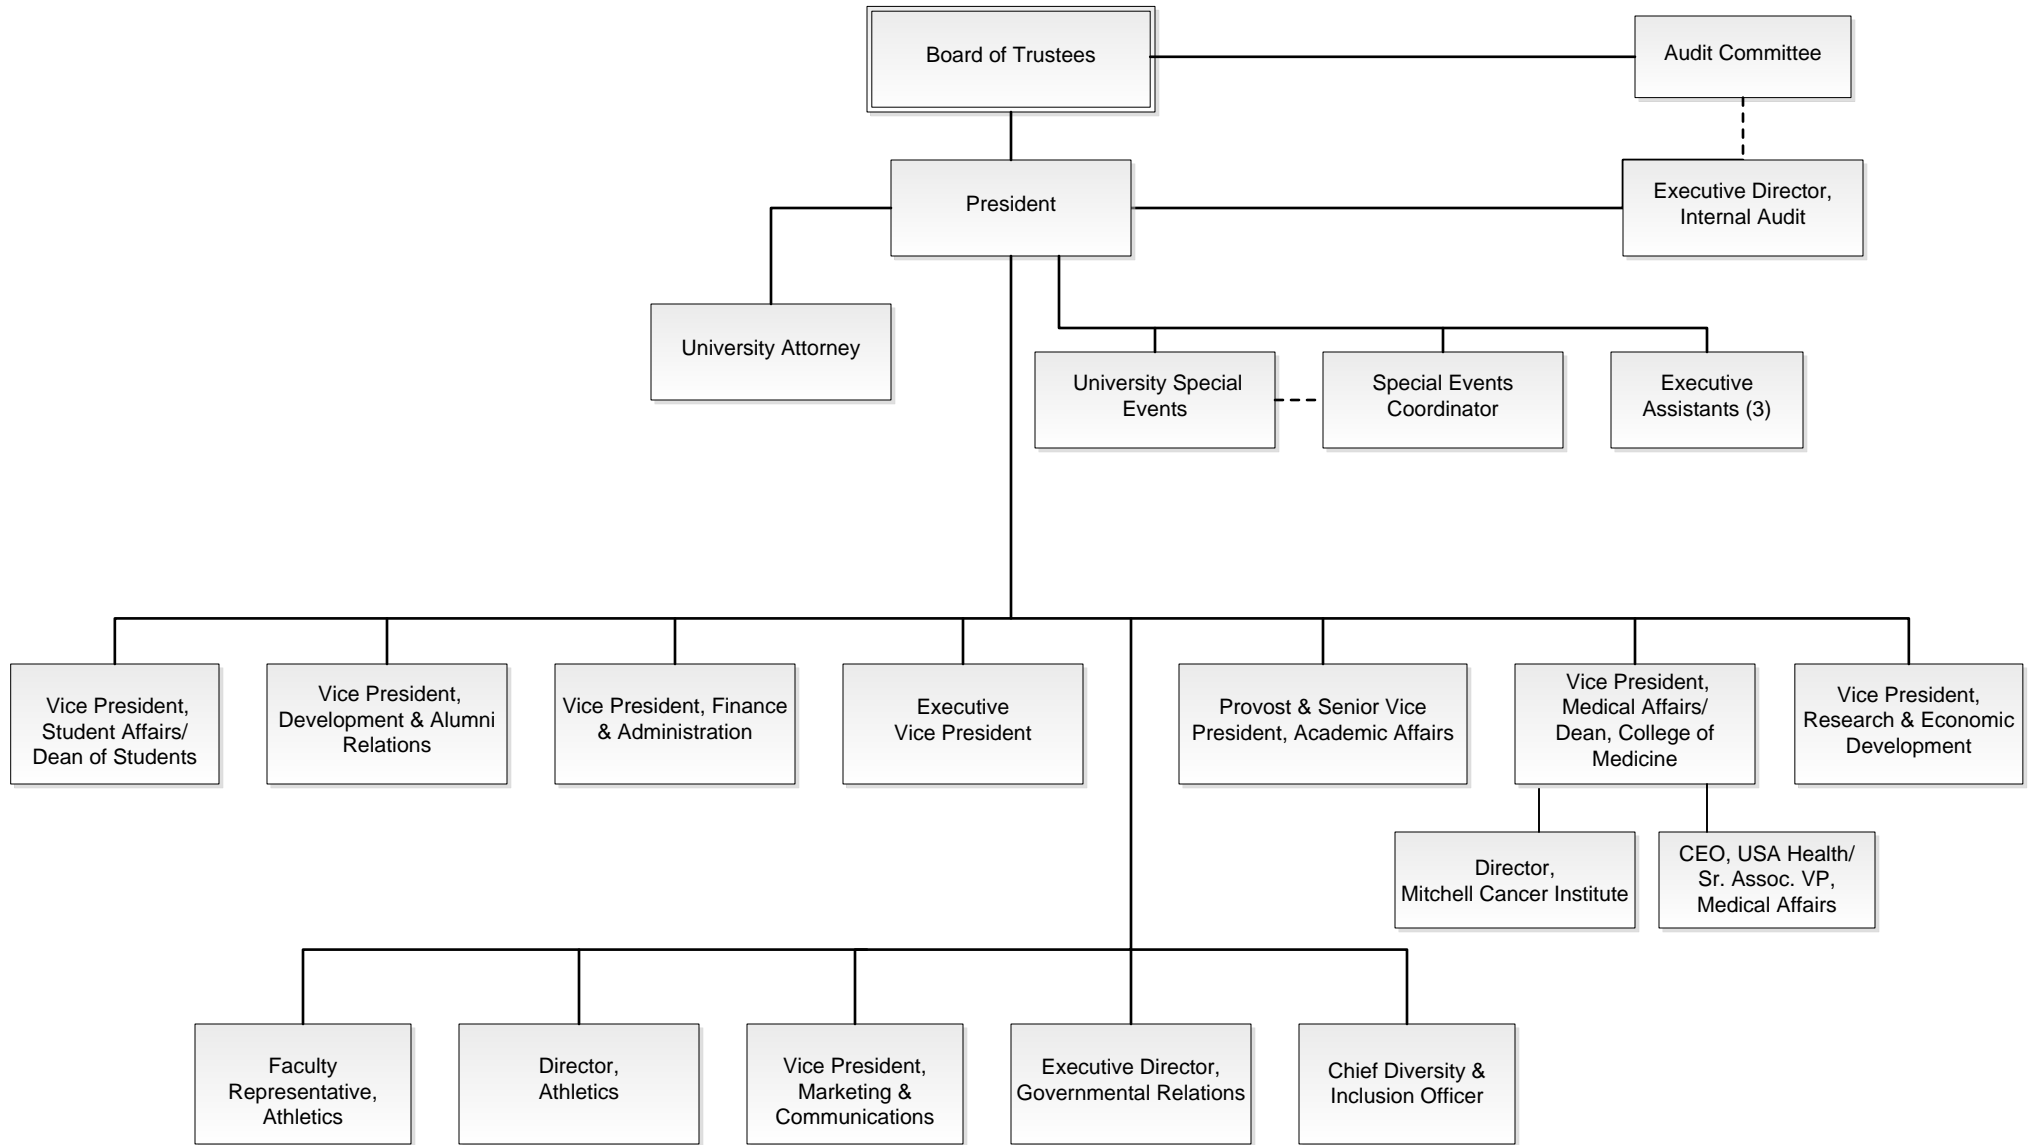 Board of Trustees
Audit Committee
President
Executive Director,
Internal Audit
University Attorney
University Special
Events
Special Events
Coordinator
Executive
Assistants (3)
Vice President,
Student Affairs/
Dean of Students
Vice President,
Development & Alumni
Relations
Vice President, Finance
& Administration
Executive
Vice President
Provost & Senior Vice
President, Academic Affairs
Vice President,
Medical Affairs/
Dean, College of
Medicine
Vice President,
Research & Economic
Development
Director,
Mitchell Cancer Institute
CEO, USA Health/
Sr. Assoc. VP,
Medical Affairs
Faculty
Representative,
Athletics
Director,
Athletics
Vice President,
Marketing &
Communications
Executive Director,
Governmental Relations
Chief Diversity &
Inclusion Officer